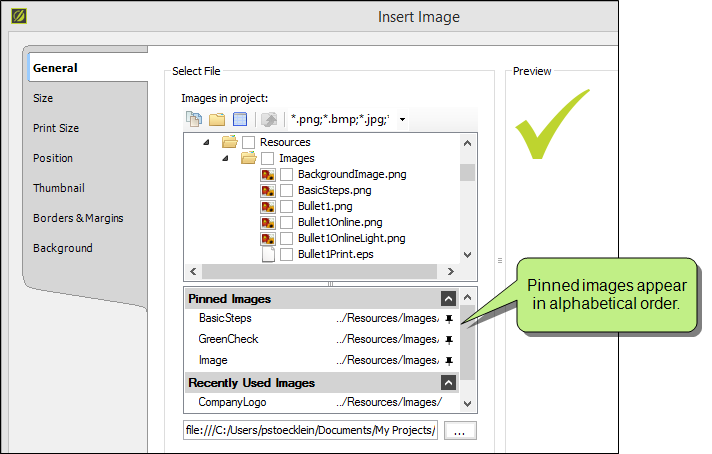 Insert Image
General
Size
Print Size
Position
Thumbnail
Borders & Margins
Background
Select File
Images in project:
*.png;*.bmp;*.jpg;*
Resources
Images
BackgroundImage.png
BasicSteps.png
Bullet1.png
Bullet1Online.png
Bullet1OnlineLight.png
Bullet1Print.eps
Pinned Images
BasicSteps ../Resources/Images/
GreenCheck ../Resources/Images/
Image ../Resources/Images/
Recently Used Images
CompanyLogo ../Resources/Images/
file:///C:/Users/pstoecklein/Documents/My Projects/ ...
Preview
Pinned images appear
in alphabetical order.